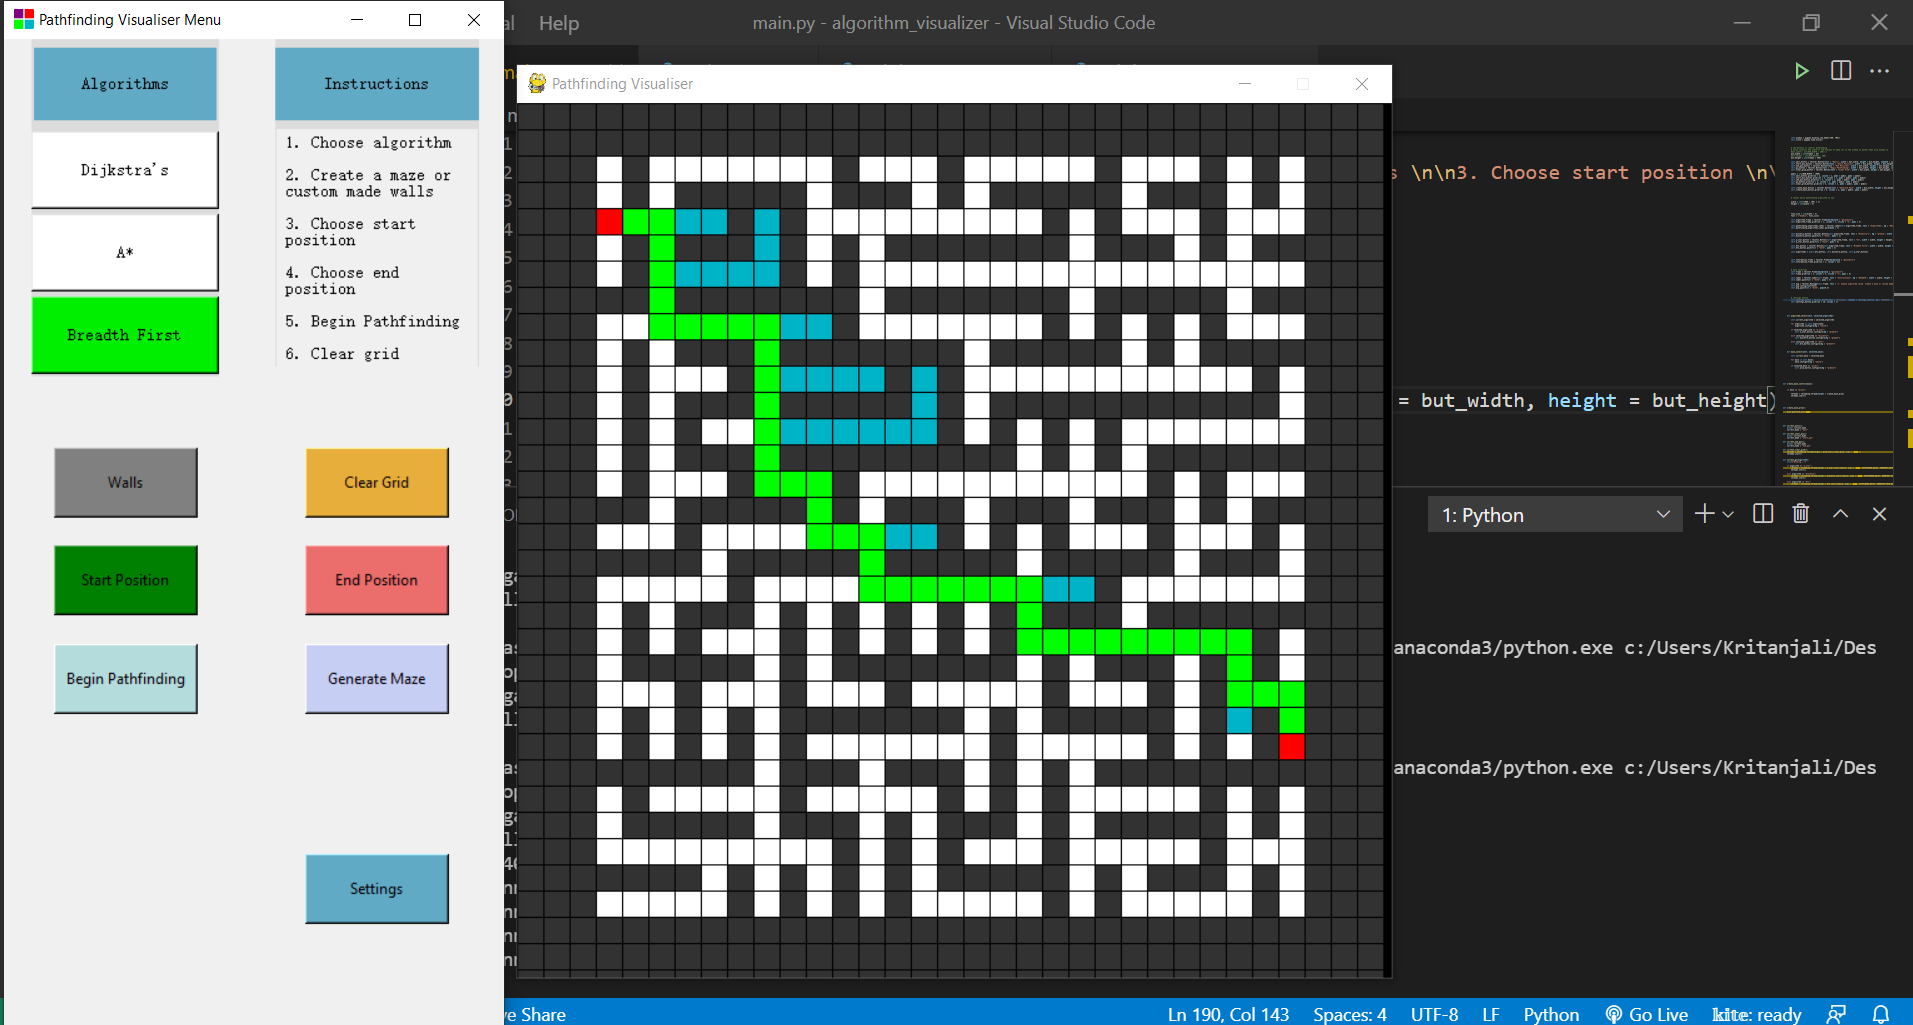 Pathfinding Visualiser Menu
Algorithms
Dijkstra's
A*
Breadth First
Instructions
1. Choose algorithm
2. Create a maze or
custom made walls
3. Choose start
position
4. Choose end
position
5. Begin Pathfinding
6. Clear grid
Walls
Clear Grid
Start Position
End Position
Begin Pathfinding
Generate Maze
Settings
Help
main.py - algorithm_visualizer - Visual Studio Code
Pathfinding Visualiser
\n\n3. Choose start position \n\
= but_width, height = but_height)
1: Python
anaconda3/python.exe c:/Users/Kritanjali/Des
anaconda3/python.exe c:/Users/Kritanjali/Des
ve Share
Ln 190, Col 143
Spaces: 4
UTF-8
LF
Python
Go Live
kite: ready